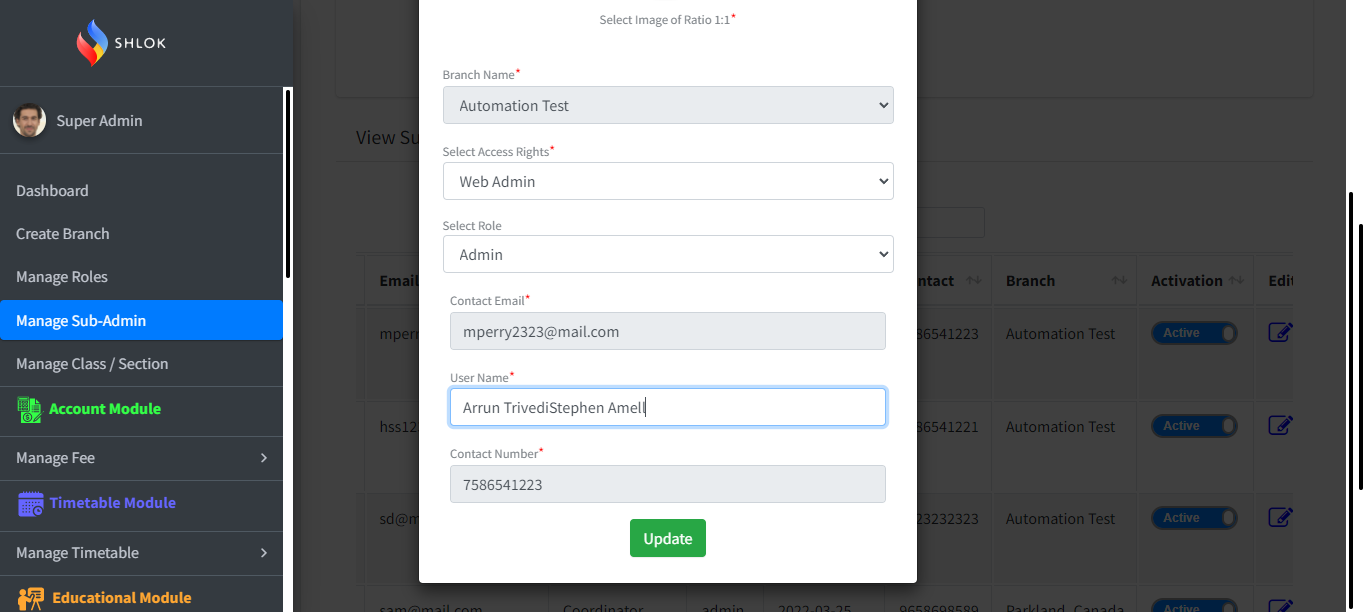 SHLOK
Super Admin
Dashboard
Create Branch
Manage Roles
Manage Sub-Admin
Manage Class / Section
Account Module
Manage Fee
Timetable Module
Manage Timetable
Educational Module
Select Image of Ratio 1:1*
Branch Name*
Automation Test
Select Access Rights*
Web Admin
Select Role
Admin
Contact Email*
mperry2323@mail.com
User Name*
Arrun TrivediStephen Amell
Contact Number*
7586541223
Update
View Su
Email ntact Branch Activation Edit
mperr 86541223 Automation Test Active
hss12 86541221 Automation Test Active
sd@m 23232323 Automation Test Active
sam@mail.com Coordinator admin 2022-03-25 9658698589 Parkland, Canada Active